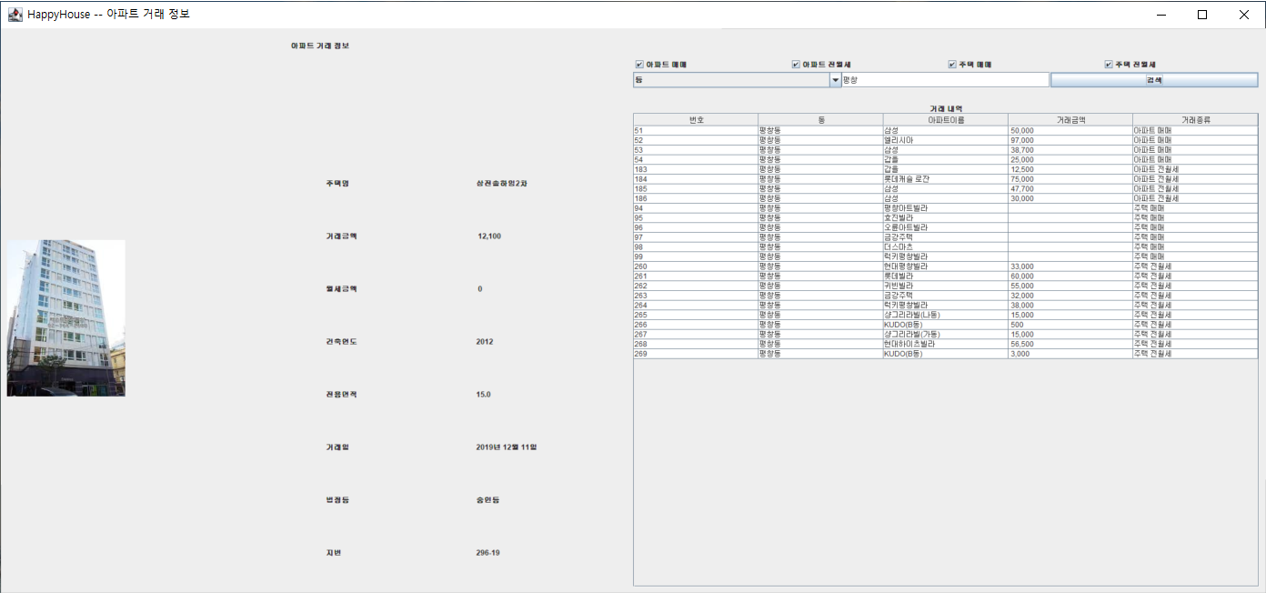 HappyHouse -- 아파트 거래 정보
아파트 거래 정보
주택명 삼전솔하임2차
거래금액 12,100
월세금액 0
건축연도 2012
전용면적 15.0
거래일 2019년 12월 11일
법정동 숭인동
지번 296-19
아파트 매매 아파트 전월세 주택 매매 주택 전월세
동 평창 검색
거래 내역
번호 동 아파트이름 거래금액 거래종류
51 평창동 삼성 50,000 아파트 매매
52 평창동 엘리시아 97,000 아파트 매매
53 평창동 삼성 38,700 아파트 매매
54 평창동 갑을 25,000 아파트 매매
183 평창동 갑을 12,500 아파트 전월세
184 평창동 롯데캐슬 로잔 75,000 아파트 전월세
185 평창동 삼성 47,700 아파트 전월세
186 평창동 삼성 30,000 아파트 전월세
94 평창동 평창아트빌라 주택 매매
95 평창동 효진빌라 주택 매매
96 평창동 오륜아트빌라 주택 매매
97 평창동 금강주택 주택 매매
98 평창동 더스마츠 주택 매매
99 평창동 럭키평창빌라 주택 매매
260 평창동 현대평창빌라 33,000 주택 전월세
261 평창동 롯데빌라 60,000 주택 전월세
262 평창동 귀빈빌라 55,000 주택 전월세
263 평창동 금강주택 32,000 주택 전월세
264 평창동 럭키평창빌라 38,000 주택 전월세
265 평창동 샹그리라빌(나동) 15,000 주택 전월세
266 평창동 KUDO(B동) 500 주택 전월세
267 평창동 샹그리라빌(가동) 15,000 주택 전월세
268 평창동 현대하이츠빌라 56,500 주택 전월세
269 평창동 KUDO(B동) 3,000 주택 전월세